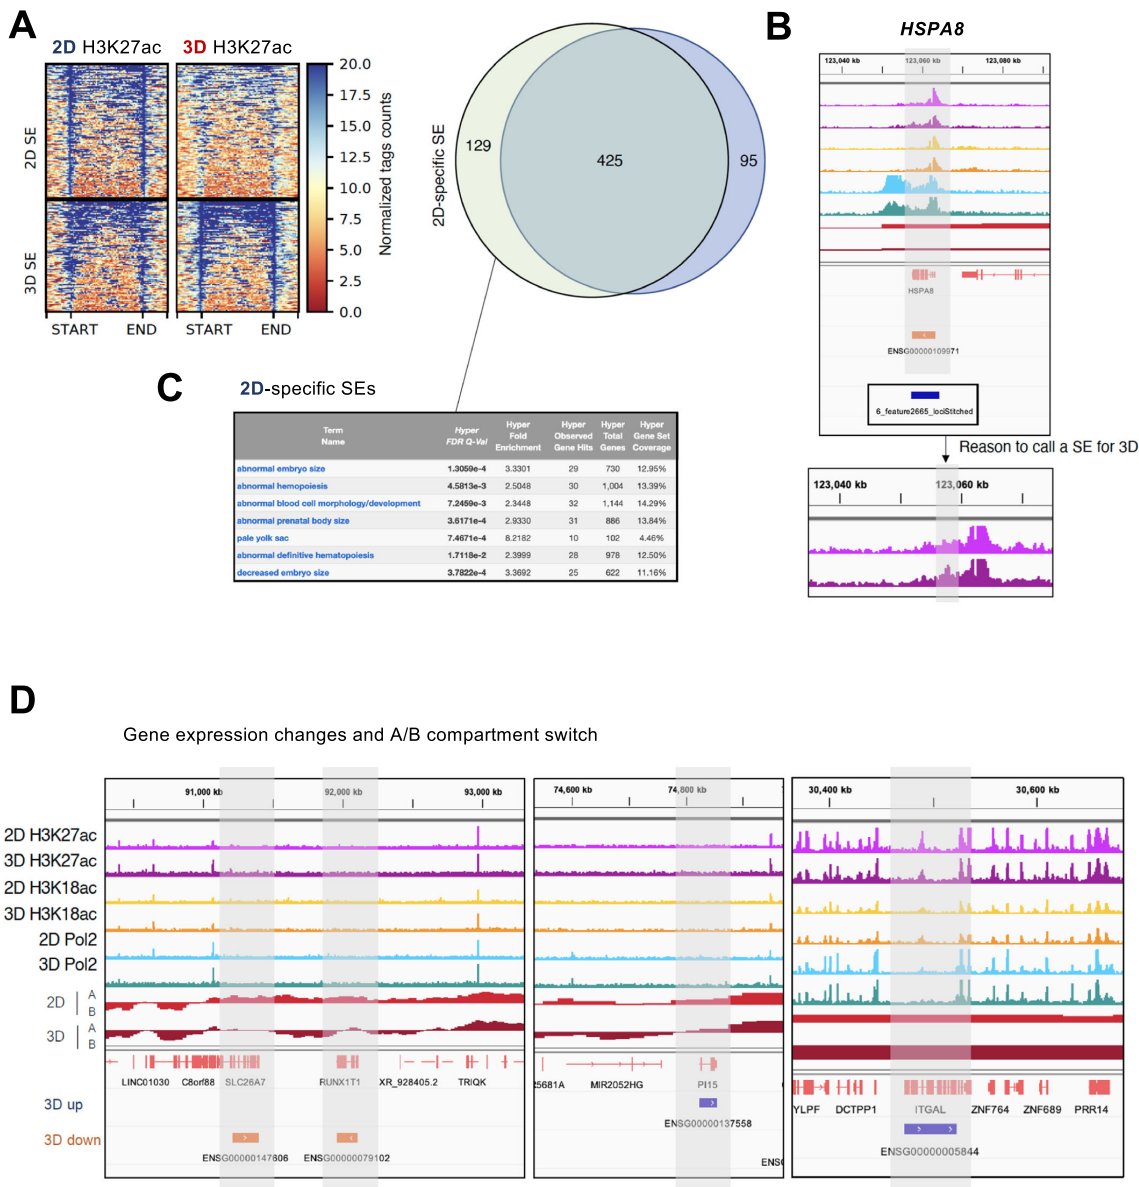 A
2D H3K27ac 3D H3K27ac
2D SE
3D SE
START END START END
20.0
17.5
15.0
12.5
10.0
7.5
5.0
2.5
0.0
Normalized tags counts
2D-specific SE
129
425
95
B
HSPA8
123,040 kb 123,060 kb 123,080 kb
HSPA8
ENSG00000109971
6_feature2665_lociStitched
Reason to call a SE for 3D
123,040 kb 123,060 kb
C
2D-specific SEs
Term Name Hyper FDR Q-Val Hyper Fold Enrichment Hyper Observed Gene Hits Hyper Total Genes Hyper Gene Set Coverage
abnormal embryo size 1.3059e-4 3.3301 29 730 12.95%
abnormal hemopoiesis 4.5813e-3 2.5048 30 1,004 13.39%
abnormal blood cell morphology/development 7.2459e-3 2.3448 32 1,144 14.29%
abnormal prenatal body size 3.6171e-4 2.9330 31 886 13.84%
pale yolk sac 7.4671e-4 8.2182 10 102 4.46%
abnormal definitive hematopoiesis 1.7118e-2 2.3999 28 978 12.50%
decreased embryo size 3.7822e-4 3.3692 25 622 11.16%
D
Gene expression changes and A/B compartment switch
91,000 kb 92,000 kb 93,000 kb
74,600 kb 74,800 kb
30,400 kb 30,600 kb
2D H3K27ac
3D H3K27ac
2D H3K18ac
3D H3K18ac
2D Pol2
3D Pol2
2D A B
3D A B
LINC01030 C8orf88 SLC26A7 RUNX1T1 XR_928405.2 TRIQK
35681A MIR2052HG PI15
YLPF DCTPP1 ITGAL ZNF764 ZNF689 PRR14
3D up
ENSG00000137558
ENSG00000005844
3D down
ENSG00000147606 ENSG00000079102
ENSG